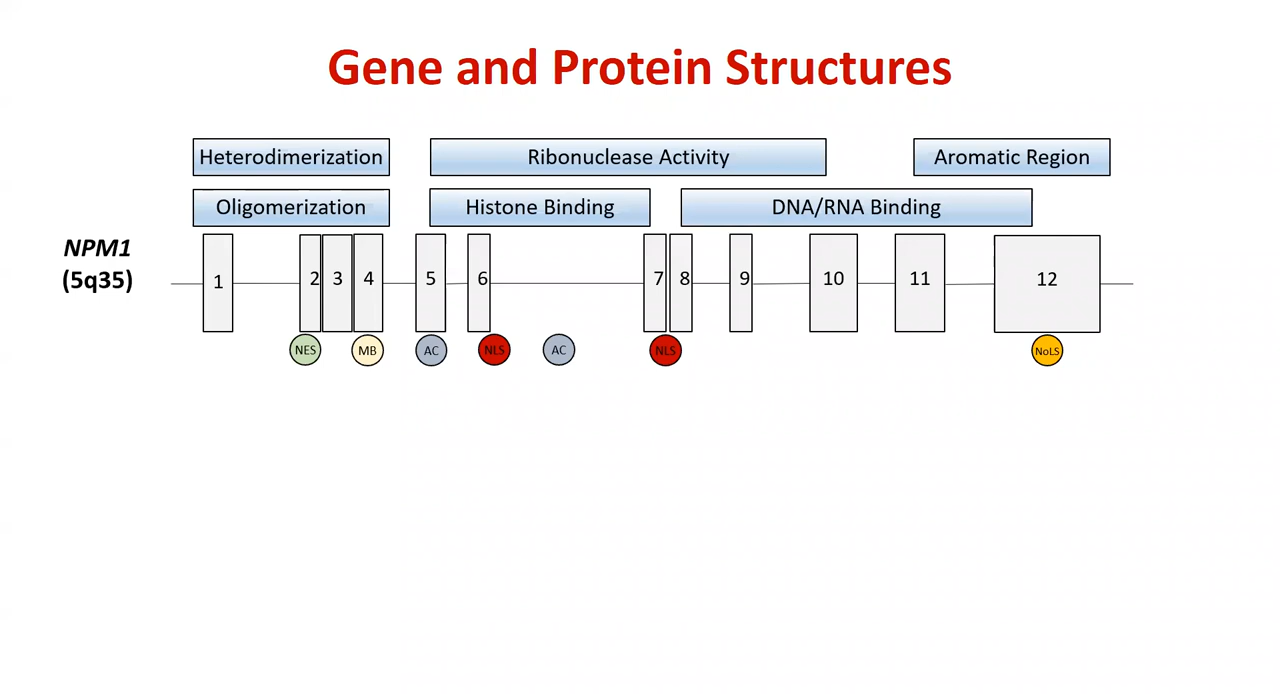 Gene and Protein Structures
Heterodimerization
Ribonuclease Activity
Aromatic Region
Oligomerization
Histone Binding
DNA/RNA Binding
NPM1
(5q35)
1
2
3
4
5
6
7
8
9
10
11
12
NES
MB
AC
NLS
AC
NLS
NoLS